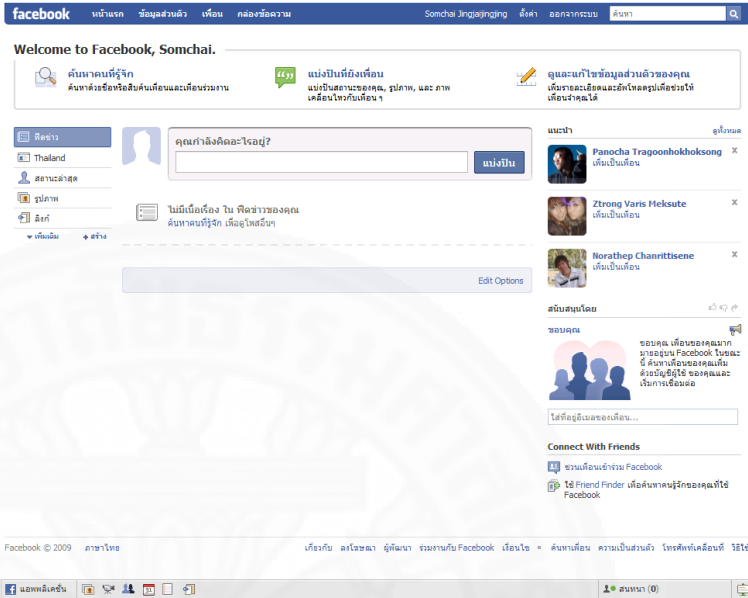 facebook หน้าแรก ข้อมูลส่วนตัว เพื่อน กล่องข้อความ Somchai Jingjaijingjing ตั้งค่า ออกจากระบบ ค้นหา
Welcome to Facebook, Somchai.
ค้นหาคนที่รู้จัก
ค้นหาด้วยชื่อหรือสืบค้นเพื่อนและเพื่อนร่วมงาน
แบ่งปันที่ยังเพื่อน
แบ่งปันสถานะของคุณ, รูปภาพ, และ ภาพ
เคลื่อนไหวกับเพื่อน ๆ
ดูและแก้ไขข้อมูลส่วนตัวของคุณ
เพิ่มรายละเอียดและอัพโหลดรูปเพื่อช่วยให้
เพื่อนจำคุณได้
ฟีดข่าว
Thailand
สถานะล่าสุด
รูปภาพ
ลิงก์
เพิ่มเติม สร้าง
คุณกำลังคิดอะไรอยู่?
แบ่งปัน
ไม่มีเนื้อเรื่อง ใน ฟีดข่าวของคุณ
ค้นหาคนที่รู้จัก เพื่อดูโพสอื่นๆ
Edit Options
แนะนำ ดูทั้งหมด
Panocha Tragoonhokhoksong X
เพิ่มเป็นเพื่อน
Ztrong Varis Meksute X
เพิ่มเป็นเพื่อน
Norathep Chanrittisene X
เพิ่มเป็นเพื่อน
สนับสนุนโดย
ขอบคุณ
ขอบคุณ เพื่อนของคุณมาก
มายอยู่บน Facebook ในขณะ
นี้ ค้นหาเพื่อนของคุณเพิ่ม
ด้วยบัญชีผู้ใช้ ของคุณและ
เริ่มการเชื่อมต่อ
ใส่ที่อยู่อีเมลของเพื่อน...
Connect With Friends
ชวนเพื่อนเข้าร่วม Facebook
ใช้ Friend Finder เพื่อค้นหาคนรู้จักของคุณที่ใช้
Facebook
Facebook © 2009 ภาษาไทย เกี่ยวกับ ลงโฆษณา ผู้พัฒนา ร่วมงานกับ Facebook เงื่อนไข ค้นหาเพื่อน ความเป็นส่วนตัว โทรศัพท์เคลื่อนที่ วิธีใช้
แอพพลิเคชั่น 31 สนทนา (0)